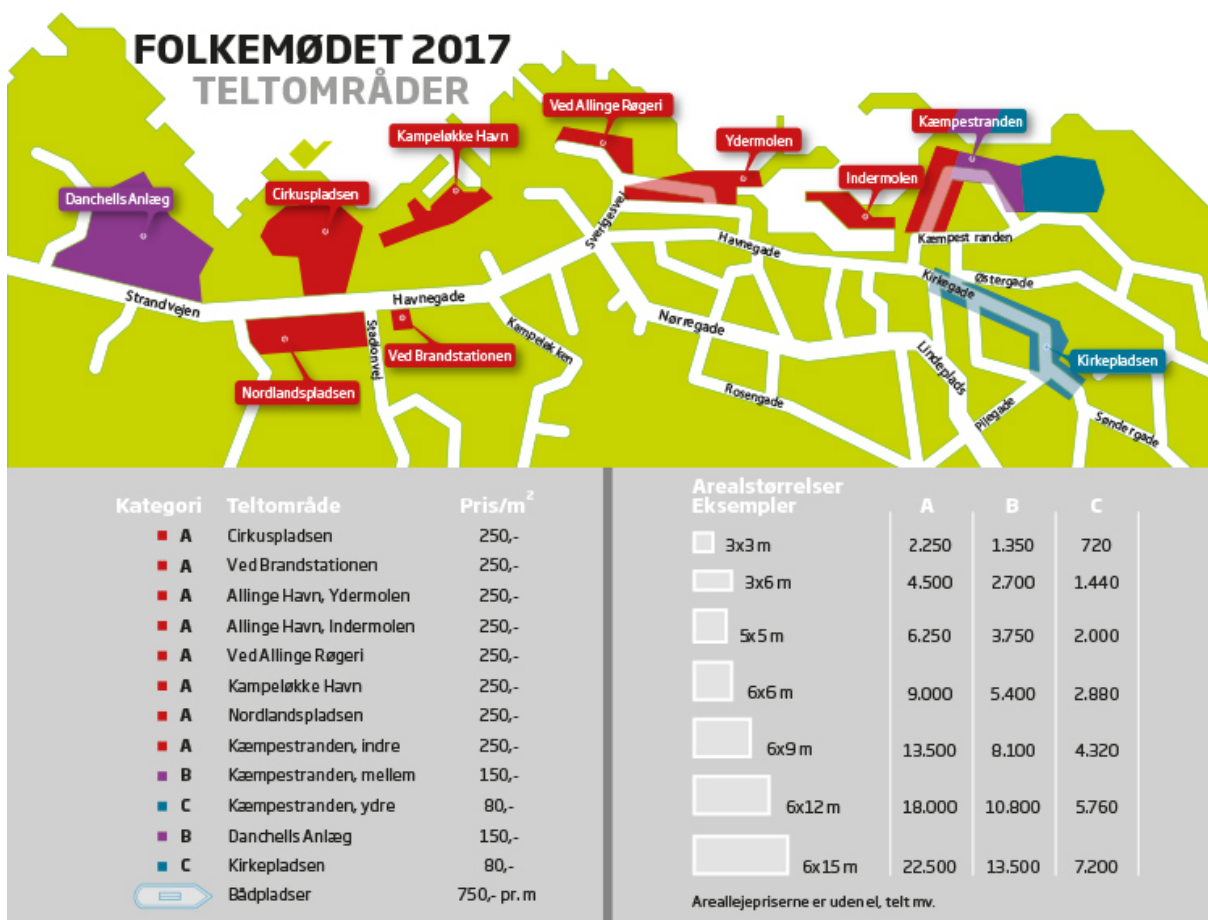 FOLKEMØDET 2017
TELTOMRÅDER
Ved Allinge Røgeri
Kæmpestranden
Kampeløkke Havn
Ydermolen
Indermolen
Cirkuspladsen
Danchells Anlæg
Sverigesvej
Havnegade
Kæmpest randen
Østergade
Kirkegade
Strandvejen
Havnegade
Stadionvej
Kampeløkken
Nørregade
Lindeplads
Kirkepladsen
Ved Brandstationen
Nordlandspladsen
Rosengade
Pilegade
Søndergade
Kategori Teltområde Pris/m²
A Cirkuspladsen 250,-
A Ved Brandstationen 250,-
A Allinge Havn, Ydermolen 250,-
A Allinge Havn, Indermolen 250,-
A Ved Allinge Røgeri 250,-
A Kampeløkke Havn 250,-
A Nordlandspladsen 250,-
A Kæmpestranden, indre 250,-
B Kæmpestranden, mellem 150,-
C Kæmpestranden, ydre 80,-
B Danchells Anlæg 150,-
C Kirkepladsen 80,-
Bådpladser 750,- pr. m
Arealstørrelser
Eksempler A B C
3x3 m 2.250 1.350 720
3x6 m 4.500 2.700 1.440
5x5 m 6.250 3.750 2.000
6x6 m 9.000 5.400 2.880
6x9 m 13.500 8.100 4.320
6x12 m 18.000 10.800 5.760
6x15 m 22.500 13.500 7.200
Areallejepriserne er uden el, telt mv.